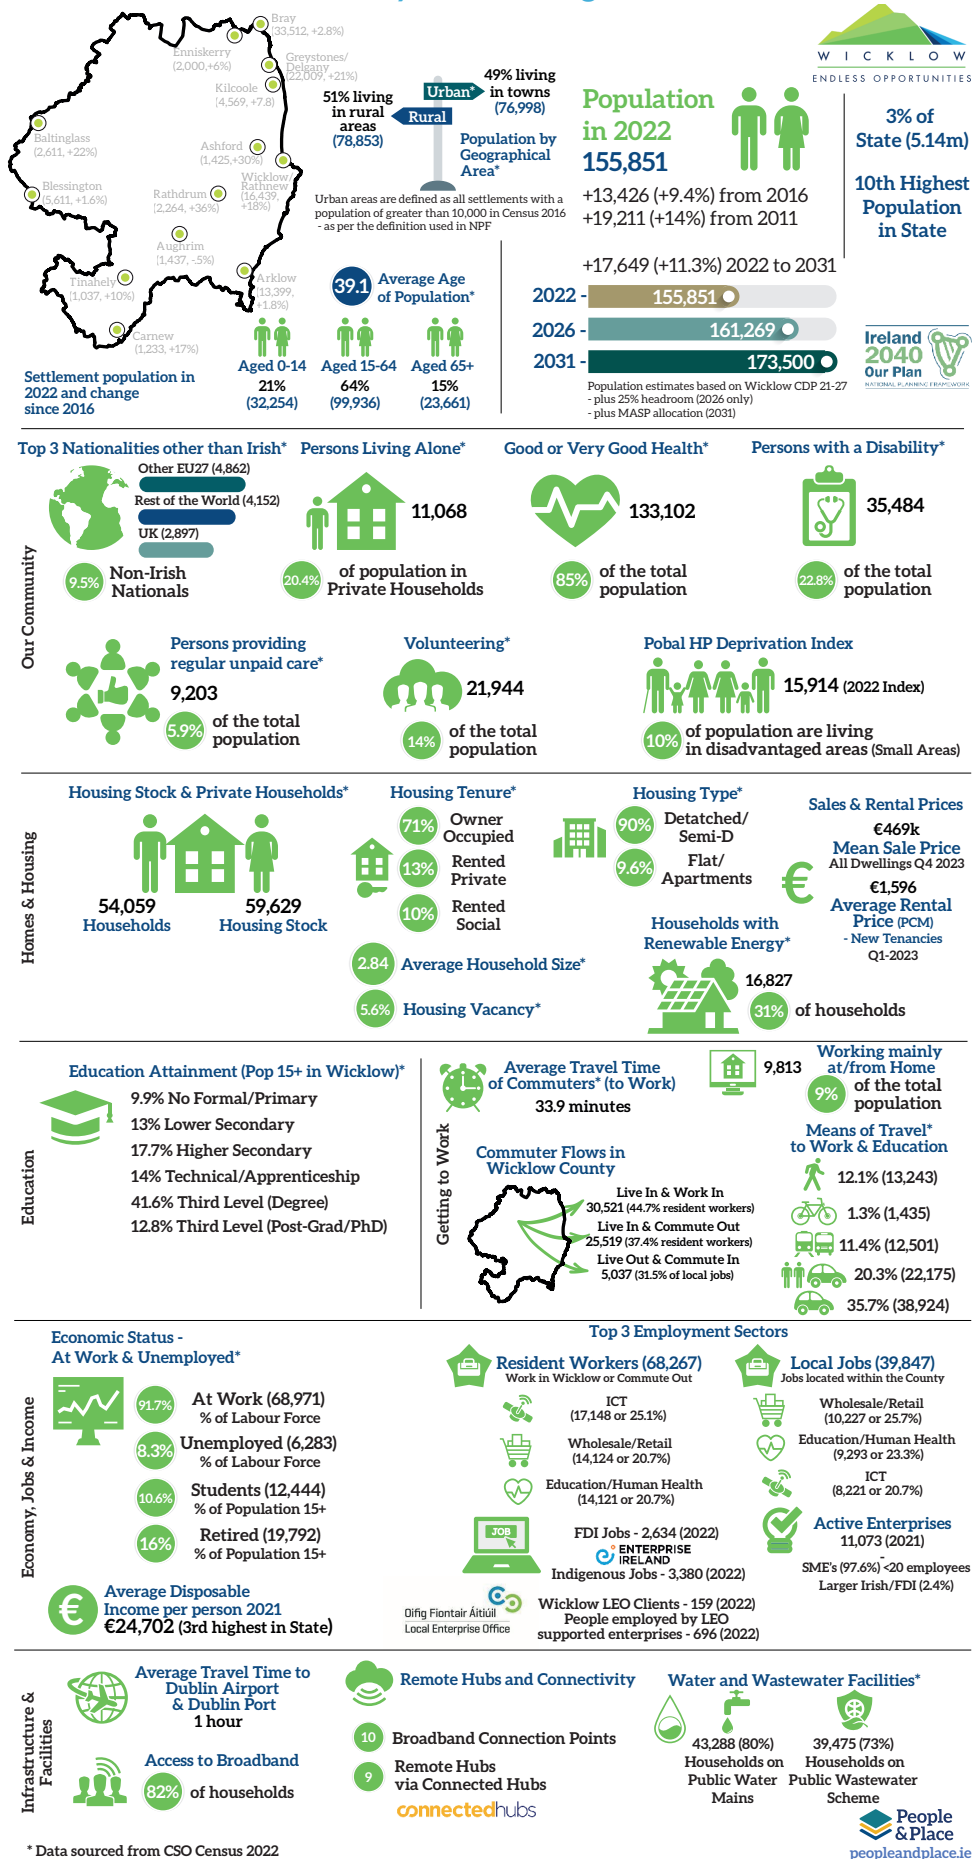 Bray
(33,512, +2.8%)
Enniskerry
(2,000,+6%)
Greystones/
Delgany
(22,009, +21%)
Kilcoole
(4,569, +7.8)
Baltinglass
(2,611, +22%)
Ashford
(1,425,+30%)
Wicklow/
Rathnew
(16,439,
+18%)
Blessington
(5,611, +1.6%)
Rathdrum
(2,264, +36%)
Aughrim
(1,437, -.5%)
Tinahely
(1,037, +10%)
Arklow
(13,399,
+1.8%)
Carnew
(1,233, +17%)
Settlement population in
2022 and change
since 2016
51% living
in rural
areas
(78,853)
Urban*
Rural
49% living
in towns
(76,998)
Population by
Geographical
Area*
Urban areas are defined as all settlements with a
population of greater than 10,000 in Census 2016
- as per the definition used in NPF
39.1
Average Age
of Population*
Aged 0-14
21%
(32,254)
Aged 15-64
64%
(99,936)
Aged 65+
15%
(23,661)
WICKLOW
ENDLESS OPPORTUNITIES
Population
in 2022
155,851
3% of
State (5.14m)
10th Highest
Population
in State
+13,426 (+9.4%) from 2016
+19,211 (+14%) from 2011
+17,649 (+11.3%) 2022 to 2031
2022 - 155,851
2026 - 161,269
2031 - 173,500
Population estimates based on Wicklow CDP 21-27
- plus 25% headroom (2026 only)
- plus MASP allocation (2031)
Ireland
2040
Our Plan
NATIONAL PLANNING FRAMEWORK
Our Community
Top 3 Nationalities other than Irish*
Other EU27 (4,862)
Rest of the World (4,152)
UK (2,897)
9.5%
Non-Irish
Nationals
Persons Living Alone*
11,068
20.4%
of population in
Private Households
Good or Very Good Health*
133,102
85%
of the total
population
Persons with a Disability*
35,484
22.8%
of the total
population
Persons providing
regular unpaid care*
9,203
5.9%
of the total
population
Volunteering*
21,944
14%
of the total
population
Pobal HP Deprivation Index
15,914 (2022 Index)
10%
of population are living
in disadvantaged areas (Small Areas)
Homes & Housing
Housing Stock & Private Households*
54,059
Households
59,629
Housing Stock
Housing Tenure*
71%
Owner
Occupied
13%
Rented
Private
10%
Rented
Social
2.84
Average Household Size*
5.6%
Housing Vacancy*
Housing Type*
90%
Detatched/
Semi-D
9.6%
Flat/
Apartments
Households with
Renewable Energy*
16,827
31%
of households
Sales & Rental Prices
€469k
Mean Sale Price
All Dwellings Q4 2023
€1,596
Average Rental
Price (PCM)
- New Tenancies
Q1-2023
€
Education
Education Attainment (Pop 15+ in Wicklow)*
9.9% No Formal/Primary
13% Lower Secondary
17.7% Higher Secondary
14% Technical/Apprenticeship
41.6% Third Level (Degree)
12.8% Third Level (Post-Grad/PhD)
Getting to Work
Average Travel Time
of Commuters* (to Work)
33.9 minutes
Commuter Flows in
Wicklow County
Live In & Work In
30,521 (44.7% resident workers)
Live In & Commute Out
25,519 (37.4% resident workers)
Live Out & Commute In
5,037 (31.5% of local jobs)
9,813
Working mainly
at/from Home
9%
of the total
population
Means of Travel*
to Work & Education
12.1% (13,243)
1.3% (1,435)
11.4% (12,501)
20.3% (22,175)
35.7% (38,924)
Economy, Jobs & Income
Economic Status -
At Work & Unemployed*
91.7%
At Work (68,971)
% of Labour Force
8.3%
Unemployed (6,283)
% of Labour Force
10.6%
Students (12,444)
% of Population 15+
16%
Retired (19,792)
% of Population 15+
€
Average Disposable
Income per person 2021
€24,702 (3rd highest in State)
Top 3 Employment Sectors
Resident Workers (68,267)
Work in Wicklow or Commute Out
ICT
(17,148 or 25.1%)
Wholesale/Retail
(14,124 or 20.7%)
Education/Human Health
(14,121 or 20.7%)
Local Jobs (39,847)
Jobs located within the County
Wholesale/Retail
(10,227 or 25.7%)
Education/Human Health
(9,293 or 23.3%)
ICT
(8,221 or 20.7%)
JOB
FDI Jobs - 2,634 (2022)
ENTERPRISE
IRELAND
Indigenous Jobs - 3,380 (2022)
Oifig Fiontair Áitiúil
Local Enterprise Office
Wicklow LEO Clients - 159 (2022)
People employed by LEO
supported enterprises - 696 (2022)
Active Enterprises
11,073 (2021)
-
SME's (97.6%) <20 employees
Larger Irish/FDI (2.4%)
Infrastructure &
Facilities
Average Travel Time to
Dublin Airport
& Dublin Port
1 hour
Access to Broadband
82%
of households
Remote Hubs and Connectivity
10
Broadband Connection Points
9
Remote Hubs
via Connected Hubs
connectedhubs
Water and Wastewater Facilities*
43,288 (80%)
Households on
Public Water
Mains
39,475 (73%)
Households on
Public Wastewater
Scheme
People
&Place
peopleandplace.ie
* Data sourced from CSO Census 2022